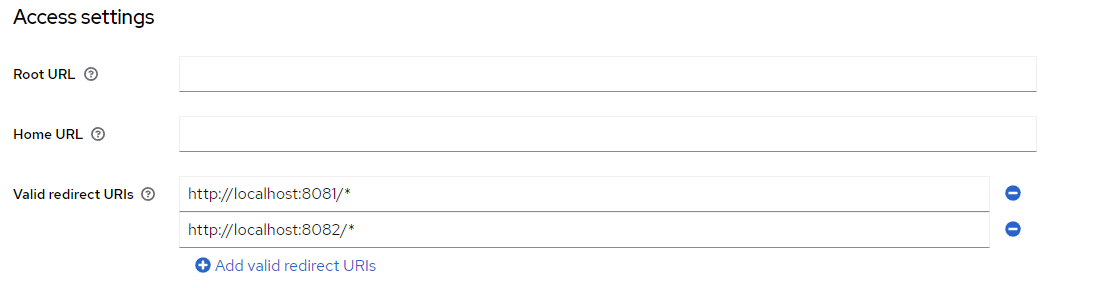 Access settings
Root URL
Home URL
Valid redirect URIs
http://localhost:8081/*
http://localhost:8082/*
Add valid redirect URIs